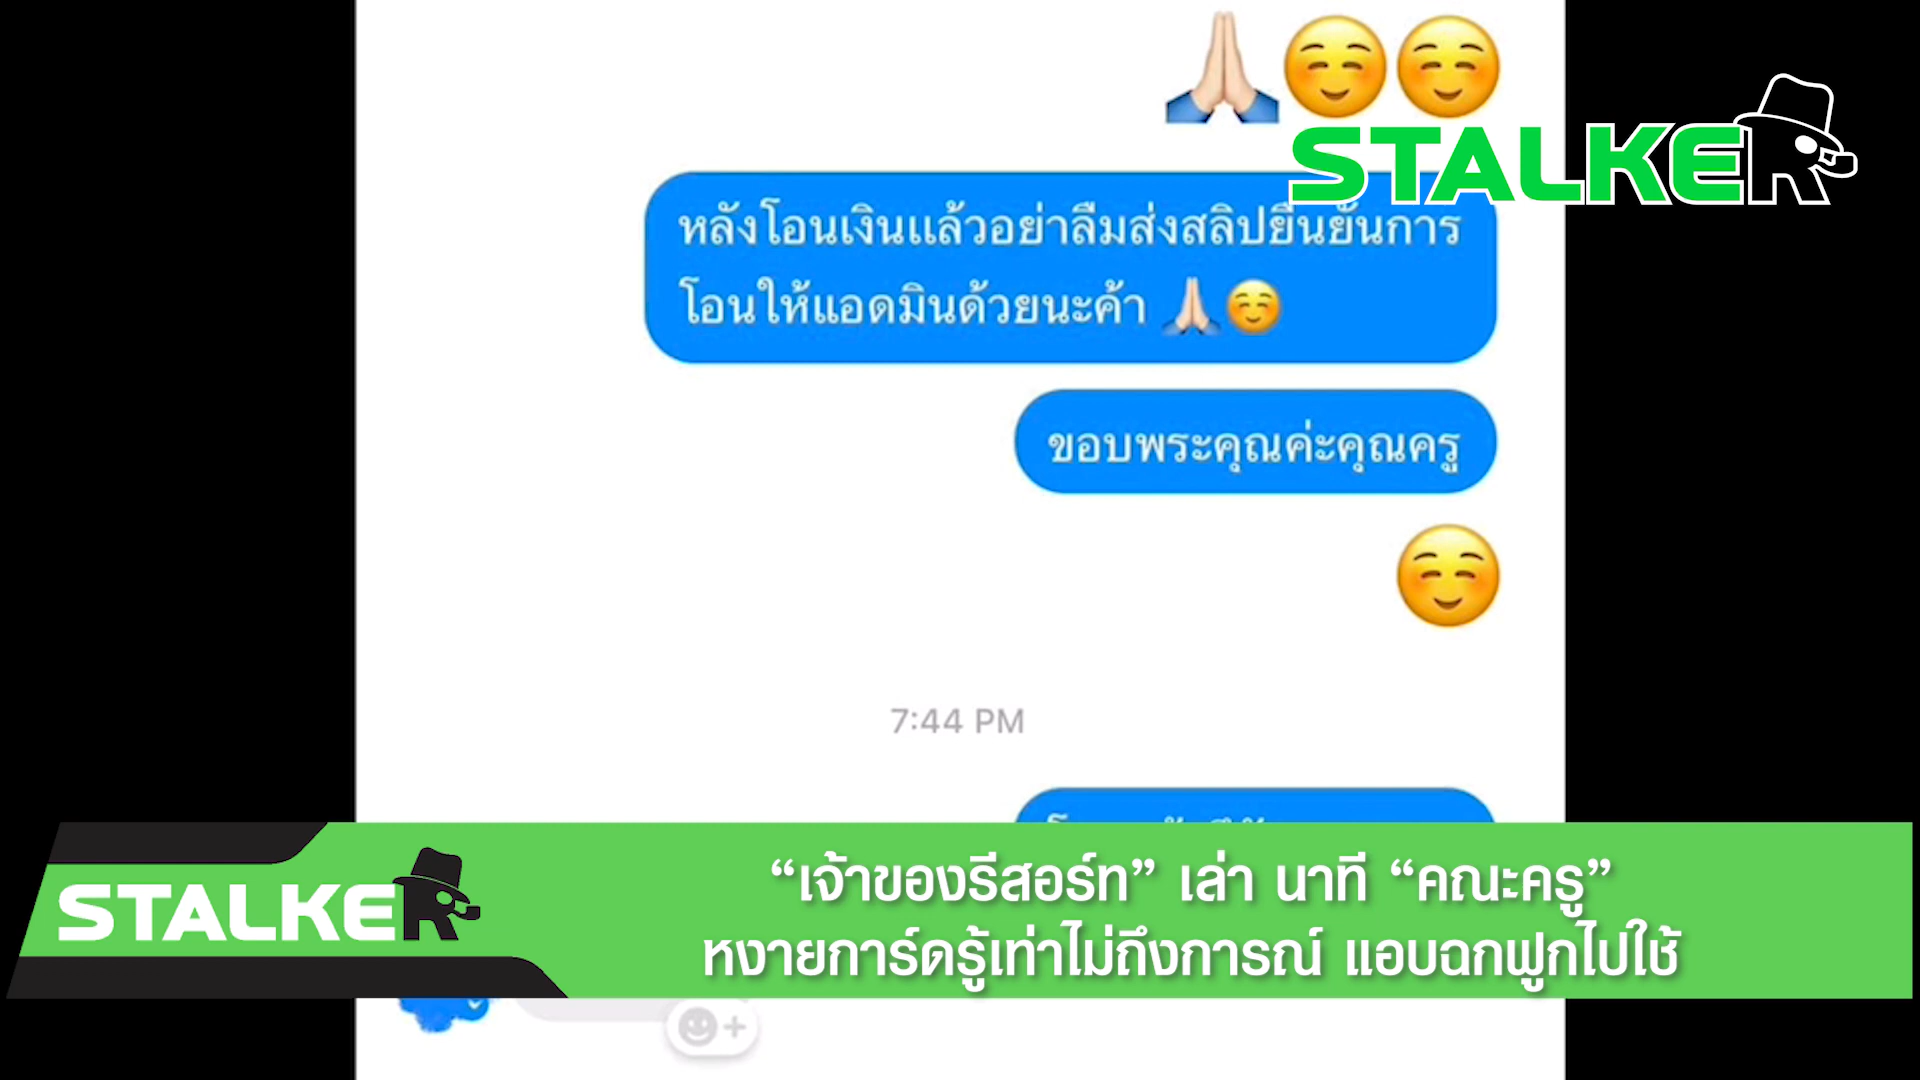 STALKER
หลังโอนเงินแล้วอย่าลืมส่งสลิปยืนยันการ
โอนให้แอดมินด้วยนะค้า 🙏🏻☺️
ขอบพระคุณค่ะคุณครู
7:44 PM
STALKER
“เจ้าของรีสอร์ท” เล่า นาที “คณะครู”
หงายการ์ดรู้เท่าไม่ถึงการณ์ แอบฉกฟูกไปใช้